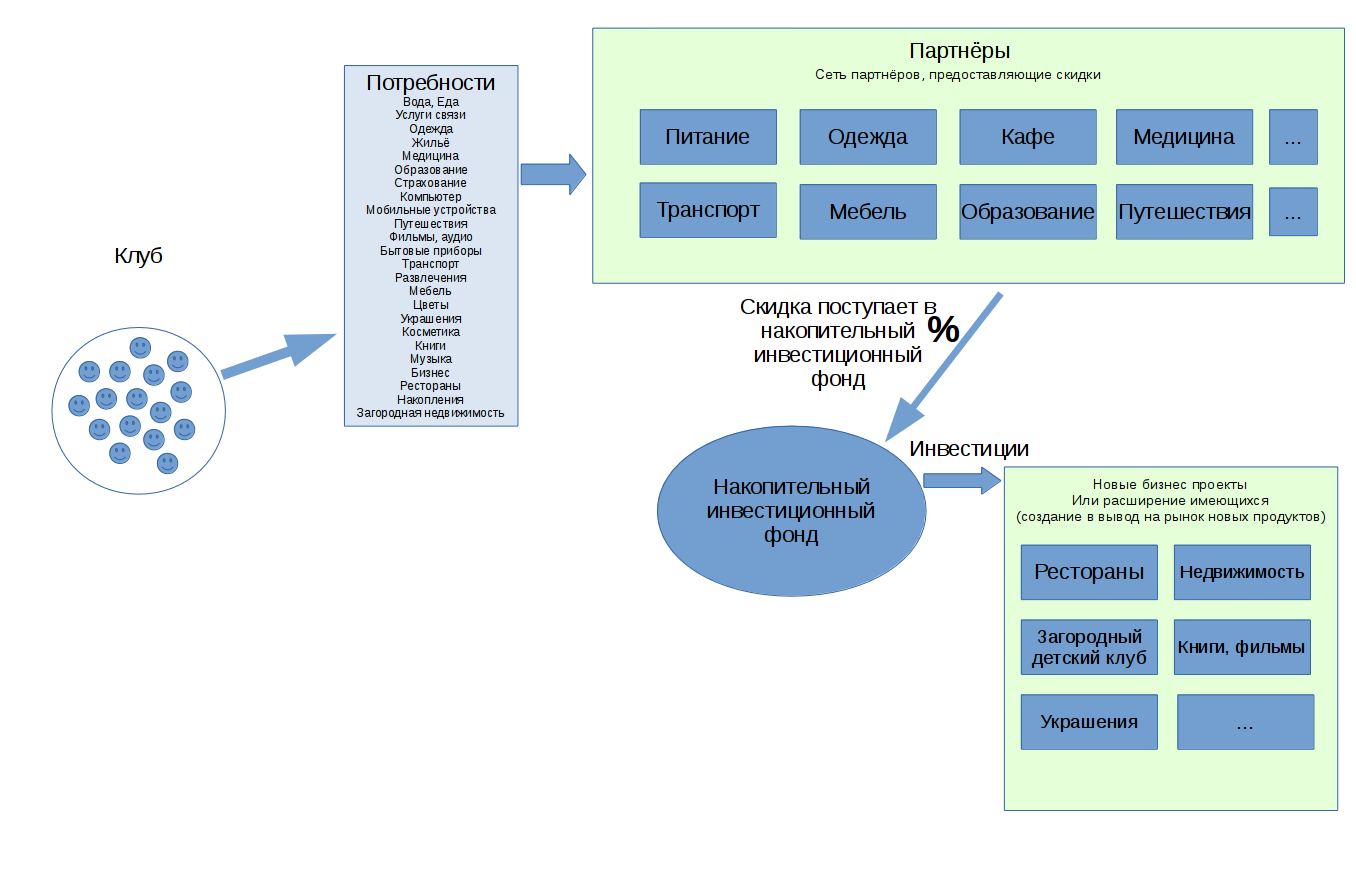 Клуб
Потребности
Вода, Еда
Услуги связи
Одежда
Жильё
Медицина
Образование
Страхование
Компьютер
Мобильные устройства
Путешествия
Фильмы, аудио
Бытовые приборы
Транспорт
Развлечения
Мебель
Цветы
Украшения
Косметика
Книги
Музыка
Бизнес
Рестораны
Накопления
Загородная недвижимость
Партнёры
Сеть партнёров, предоставляющие скидки
Питание
Одежда
Кафе
Медицина
...
Транспорт
Мебель
Образование
Путешествия
...
Скидка поступает в
накопительный
инвестиционный
фонд
%
Накопительный
инвестиционный
фонд
Инвестиции
Новые бизнес проекты
Или расширение имеющихся
(создание в вывод на рынок новых продуктов)
Рестораны
Недвижимость
Загородный
детский клуб
Книги, фильмы
Украшения
...